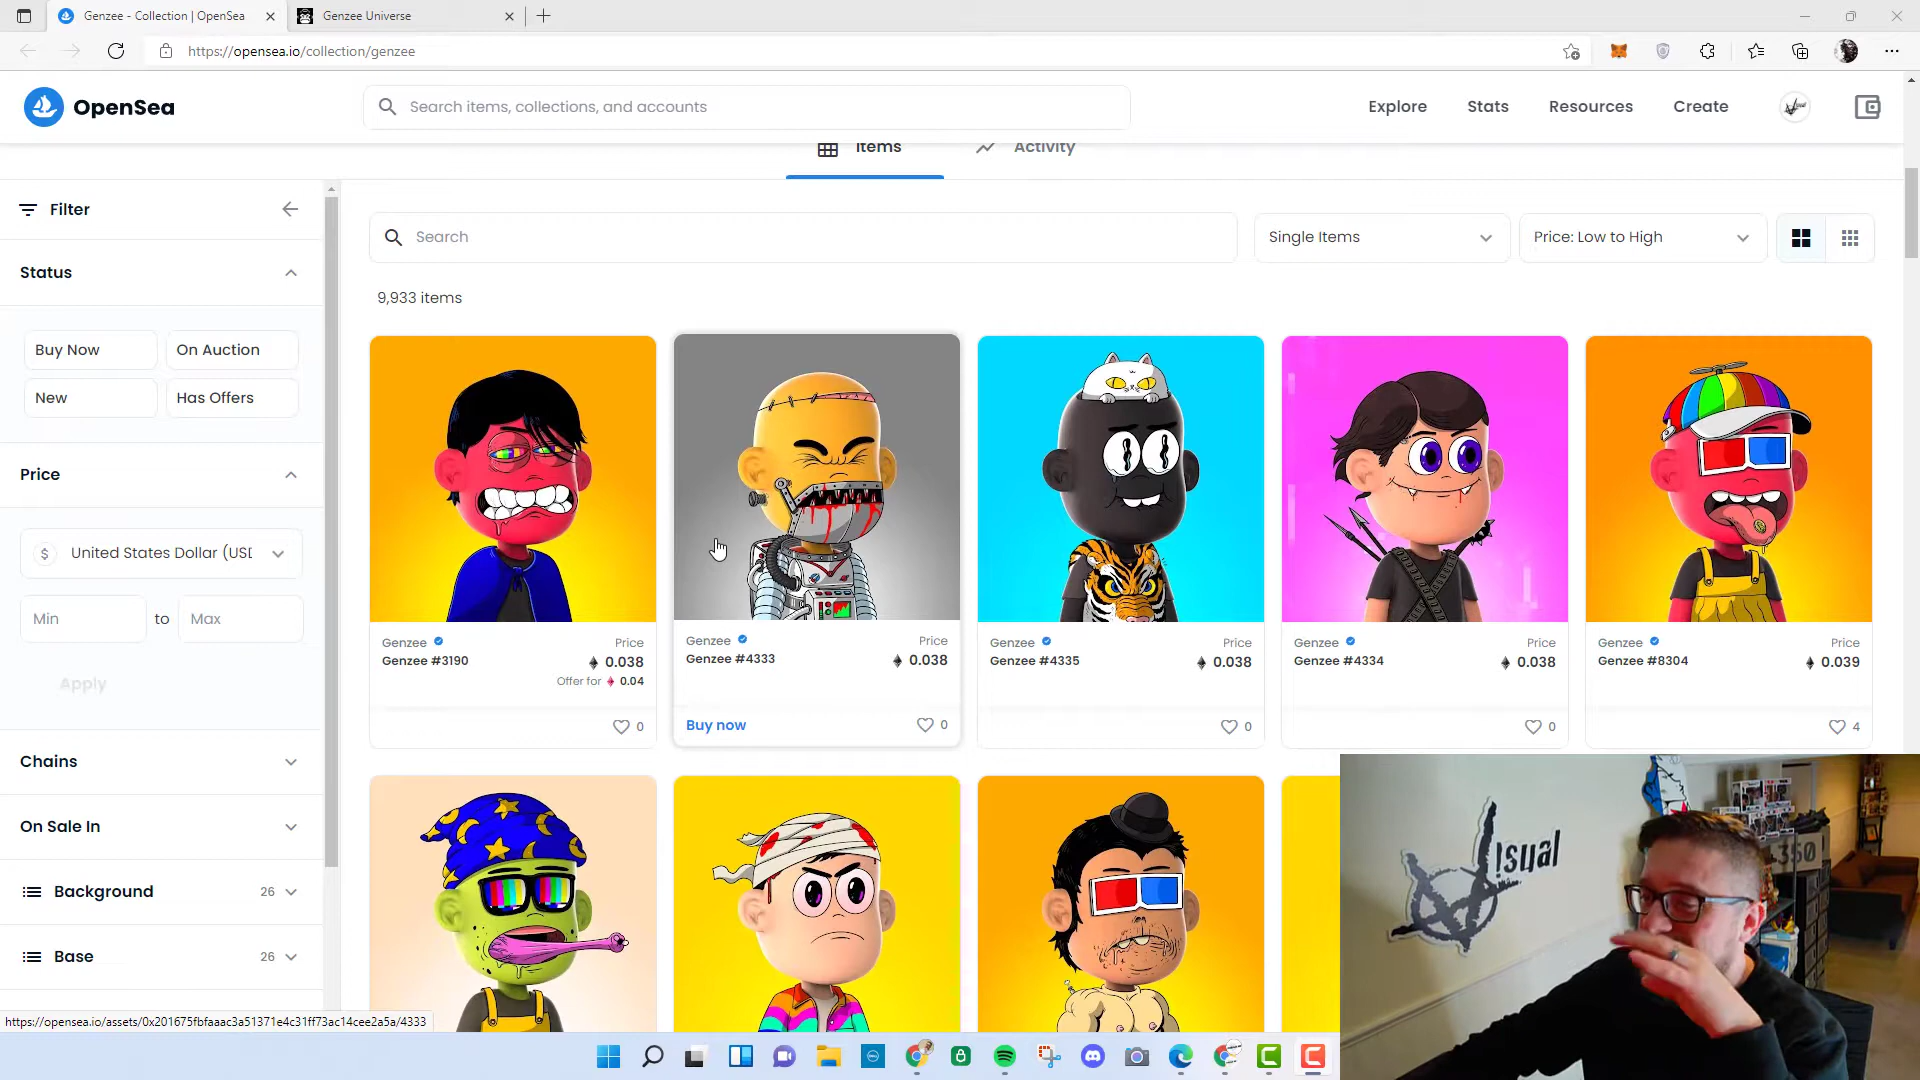 Genzee - Collection | OpenSea
Genzee Universe
https://opensea.io/collection/genzee
OpenSea
Search items, collections, and accounts
Explore
Stats
Resources
Create
Items
Activity
Filter
Search
Single Items
Price: Low to High
Status
9,933 items
Buy Now
On Auction
New
Has Offers
Price
$ United States Dollar (USD
Min
to
Max
Apply
Chains
On Sale In
Background
26
Base
26
Genzee
Price
Genzee #3190
0.038
Offer for 0.04
0
Genzee
Price
Genzee #4333
0.038
Buy now
0
Genzee
Price
Genzee #4335
0.038
0
Genzee
Price
Genzee #4334
0.038
0
Genzee
Price
Genzee #8304
0.039
4
V!sual
350
https://opensea.io/assets/0x201675fbfaaac3a51371e4c31ff73ac14cee2a5a/4333